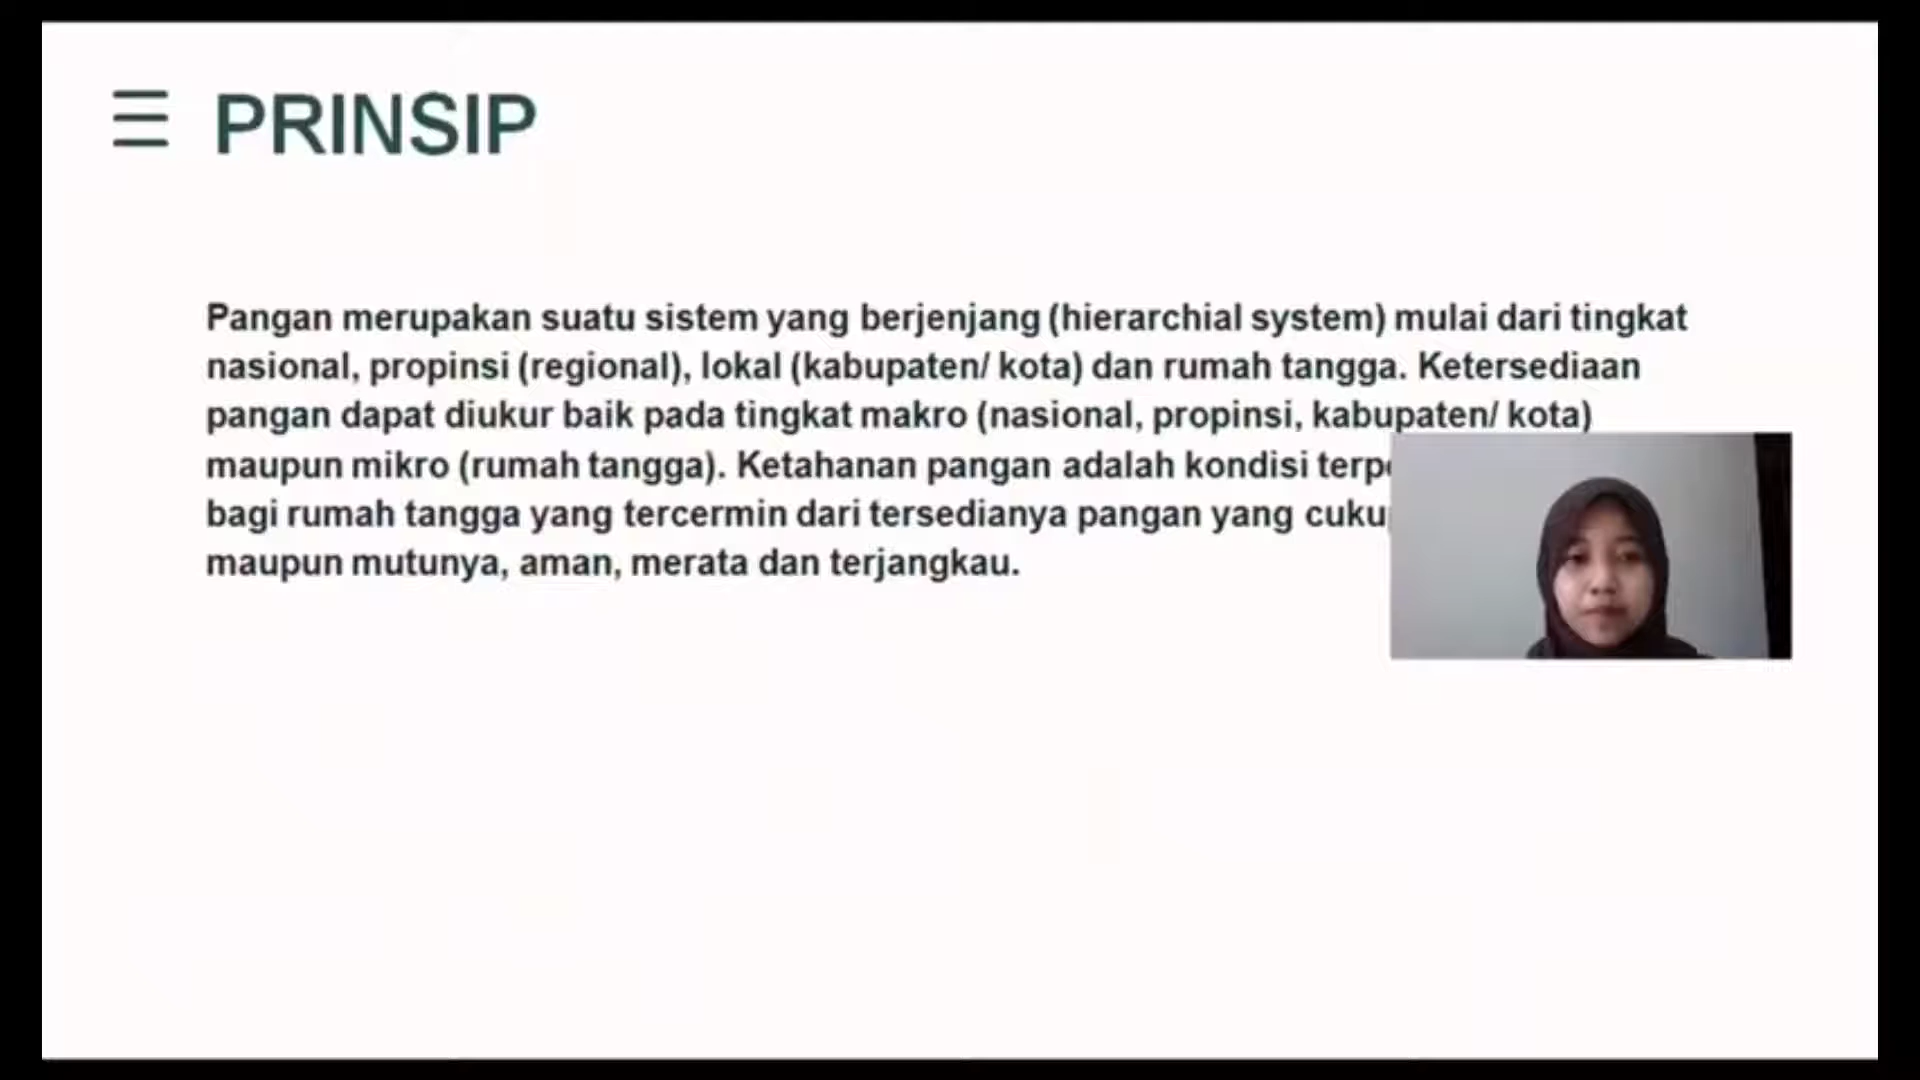 PRINSIP
Pangan merupakan suatu sistem yang berjenjang (hierarchial system) mulai dari tingkat
nasional, propinsi (regional), lokal (kabupaten/ kota) dan rumah tangga. Ketersediaan
pangan dapat diukur baik pada tingkat makro (nasional, propinsi, kabupaten/ kota)
maupun mikro (rumah tangga). Ketahanan pangan adalah kondisi
bagi rumah tangga yang tercermin dari tersedianya pangan yang
maupun mutunya, aman, merata dan terjangkau.